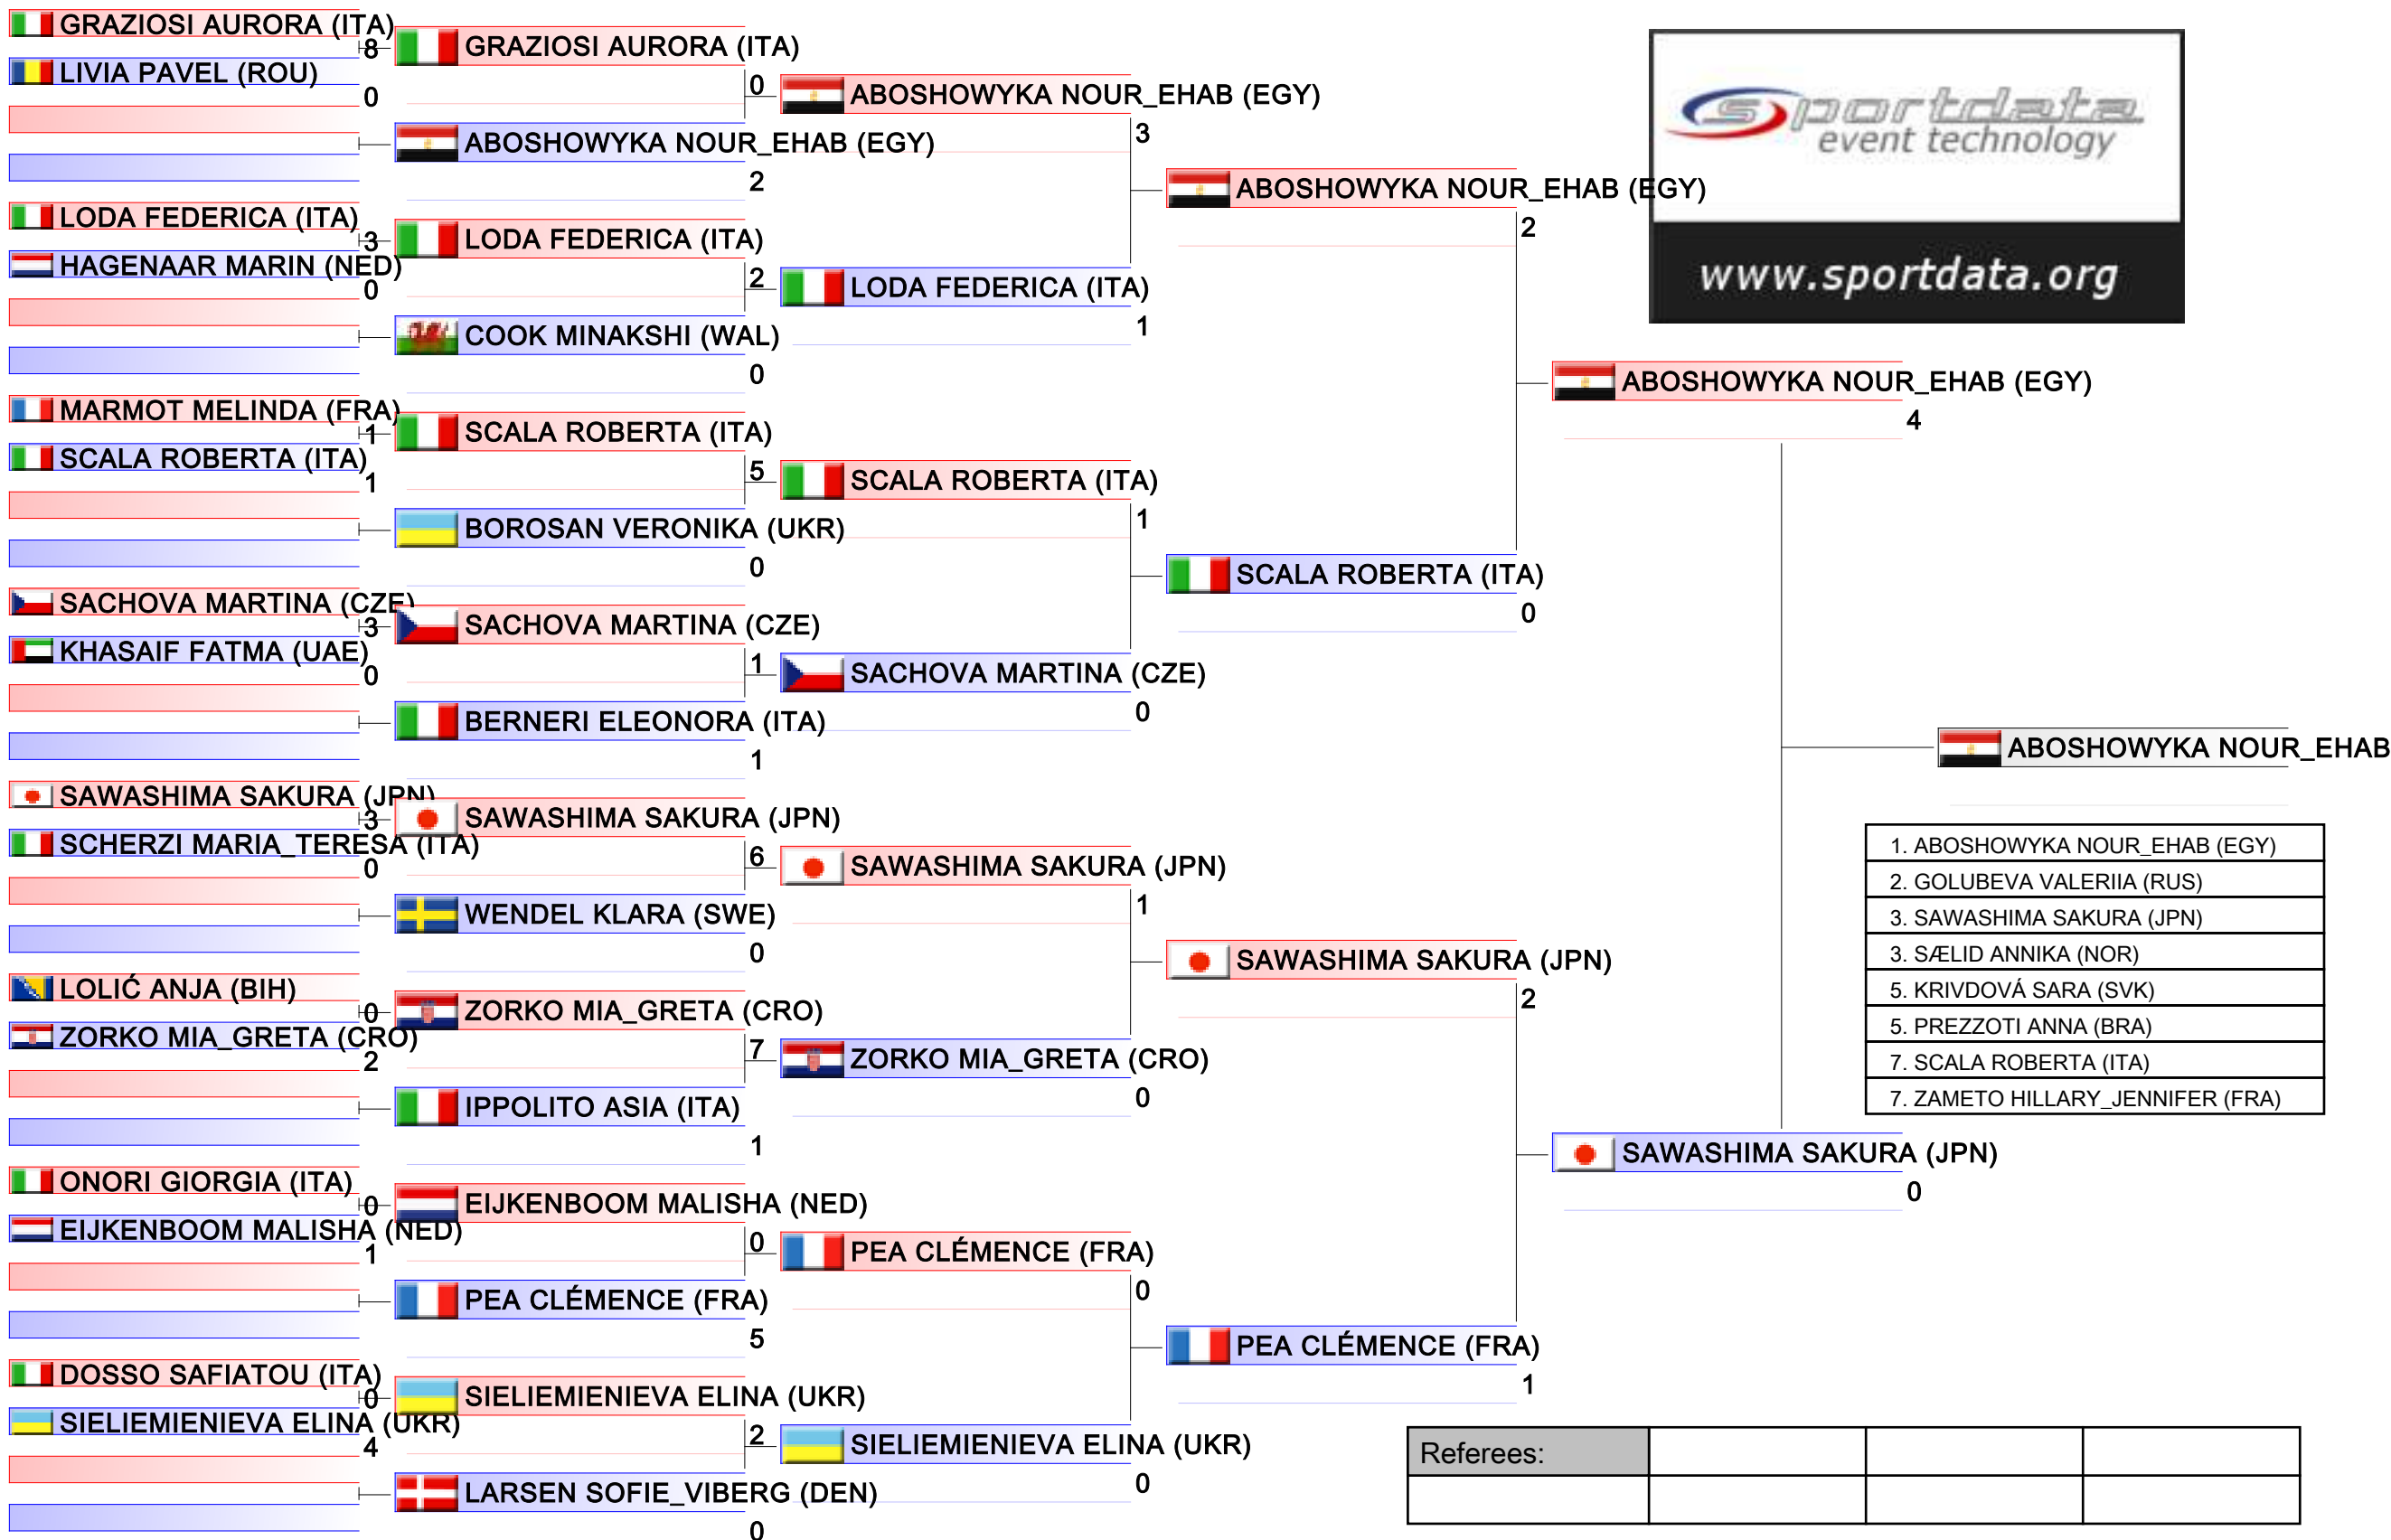 GRAZIOSI AURORA (ITA)
8
LIVIA PAVEL (ROU)
0
LODA FEDERICA (ITA)
3
HAGENAAR MARIN (NED)
0
MARMOT MELINDA (FRA)
1
SCALA ROBERTA (ITA)
1
SACHOVA MARTINA (CZE)
3
KHASAIF FATMA (UAE)
0
SAWASHIMA SAKURA (JPN)
3
SCHERZI MARIA_TERESA (ITA)
0
LOLIĆ ANJA (BIH)
0
ZORKO MIA_GRETA (CRO)
2
ONORI GIORGIA (ITA)
0
EIJKENBOOM MALISHA (NED)
1
DOSSO SAFIATOU (ITA)
0
SIELIEMIENIEVA ELINA (UKR)
4
GRAZIOSI AURORA (ITA)
0
ABOSHOWYKA NOUR_EHAB (EGY)
2
LODA FEDERICA (ITA)
2
COOK MINAKSHI (WAL)
0
SCALA ROBERTA (ITA)
5
BOROSAN VERONIKA (UKR)
0
SACHOVA MARTINA (CZE)
1
BERNERI ELEONORA (ITA)
1
SAWASHIMA SAKURA (JPN)
6
WENDEL KLARA (SWE)
0
ZORKO MIA_GRETA (CRO)
7
IPPOLITO ASIA (ITA)
1
EIJKENBOOM MALISHA (NED)
0
PEA CLÉMENCE (FRA)
5
SIELIEMIENIEVA ELINA (UKR)
2
LARSEN SOFIE_VIBERG (DEN)
0
ABOSHOWYKA NOUR_EHAB (EGY)
3
LODA FEDERICA (ITA)
1
SCALA ROBERTA (ITA)
1
SACHOVA MARTINA (CZE)
0
SAWASHIMA SAKURA (JPN)
1
ZORKO MIA_GRETA (CRO)
0
PEA CLÉMENCE (FRA)
0
SIELIEMIENIEVA ELINA (UKR)
0
ABOSHOWYKA NOUR_EHAB (EGY)
2
SCALA ROBERTA (ITA)
0
SAWASHIMA SAKURA (JPN)
2
PEA CLÉMENCE (FRA)
1
ABOSHOWYKA NOUR_EHAB (EGY)
4
SAWASHIMA SAKURA (JPN)
0
ABOSHOWYKA NOUR_EHAB
sportdata
event technology
www.sportdata.org
1. ABOSHOWYKA NOUR_EHAB (EGY)
2. GOLUBEVA VALERIIA (RUS)
3. SAWASHIMA SAKURA (JPN)
3. SÆLID ANNIKA (NOR)
5. KRIVDOVÁ SARA (SVK)
5. PREZZOTI ANNA (BRA)
7. SCALA ROBERTA (ITA)
7. ZAMETO HILLARY_JENNIFER (FRA)
Referees: